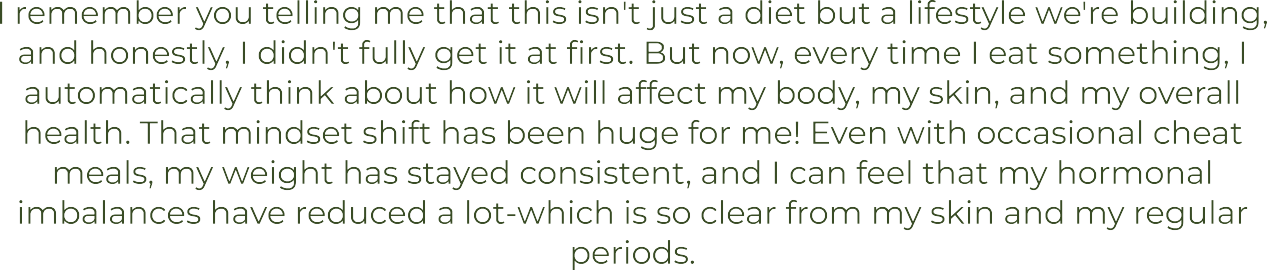 I remember you telling me that this isn't just a diet but a lifestyle we're building,
and honestly, I didn't fully get it at first. But now, every time I eat something, I
automatically think about how it will affect my body, my skin, and my overall
health. That mindset shift has been huge for me! Even with occasional cheat
meals, my weight has stayed consistent, and I can feel that my hormonal
imbalances have reduced a lot-which is so clear from my skin and my regular
periods.